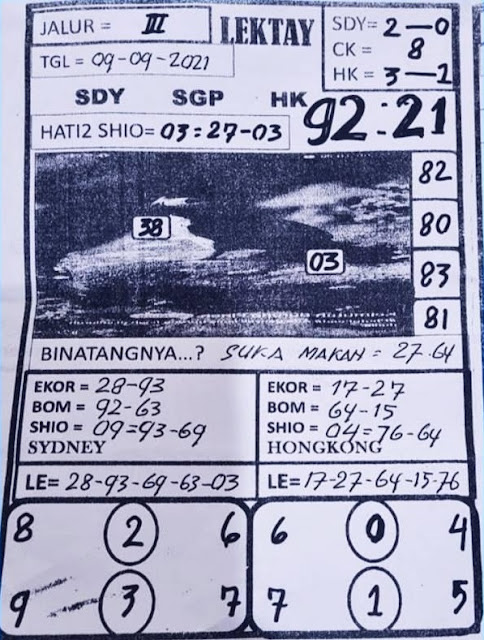 JALUR = III
LEKTAY
SDY= 2—0
CK = 8
HK = 3—1
TGL = 09-09-2021
SDY SGP HK
92:21
HATI2 SHIO= 03:27-03
38
03
82
80
83
81
BINATANGNYA...? SUKA MAKAN = 27.64
EKOR = 28-93
BOM = 92-63
SHIO = 09=93-69
SYDNEY
EKOR = 17-27
BOM = 64-15
SHIO = 04=76-64
HONGKONG
LE= 28-93-69-63-03
LE= 17-27-64-15-76
8 2 6
9 3 7
6 0 4
7 1 5